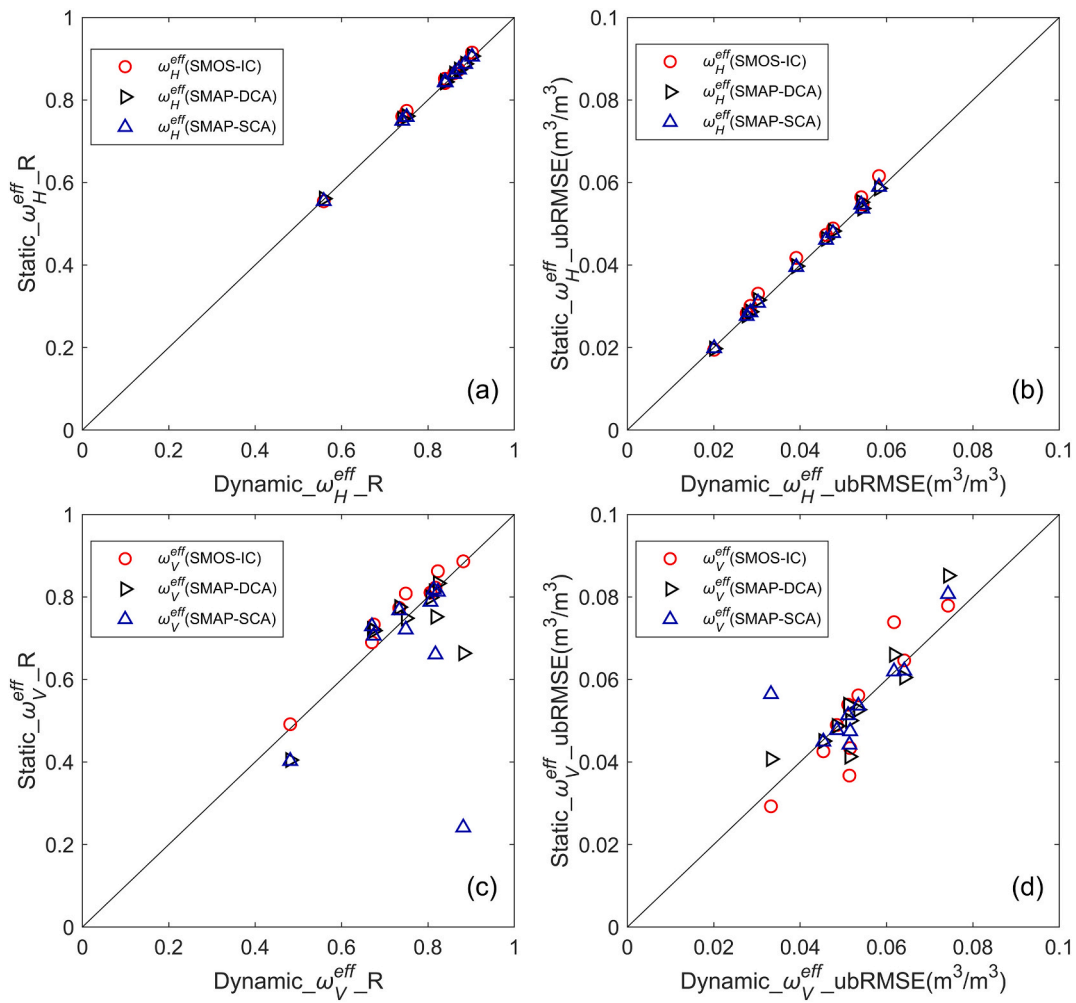 1
0.8
0.6
0.4
0.2
0
Static_ω_H^eff_R
ω_H^eff(SMOS-IC)
ω_H^eff(SMAP-DCA)
ω_H^eff(SMAP-SCA)
(a)
0 0.2 0.4 0.6 0.8 1
Dynamic_ω_H^eff_R
0.1
0.08
0.06
0.04
0.02
0
Static_ω_H^eff_ubRMSE(m³/m³)
ω_H^eff(SMOS-IC)
ω_H^eff(SMAP-DCA)
ω_H^eff(SMAP-SCA)
(b)
0 0.02 0.04 0.06 0.08 0.1
Dynamic_ω_H^eff_ubRMSE(m³/m³)
1
0.8
0.6
0.4
0.2
0
Static_ω_V^eff_R
ω_V^eff(SMOS-IC)
ω_V^eff(SMAP-DCA)
ω_V^eff(SMAP-SCA)
(c)
0 0.2 0.4 0.6 0.8 1
Dynamic_ω_V^eff_R
0.1
0.08
0.06
0.04
0.02
0
Static_ω_V^eff_ubRMSE(m³/m³)
ω_V^eff(SMOS-IC)
ω_V^eff(SMAP-DCA)
ω_V^eff(SMAP-SCA)
(d)
0 0.02 0.04 0.06 0.08 0.1
Dynamic_ω_V^eff_ubRMSE(m³/m³)